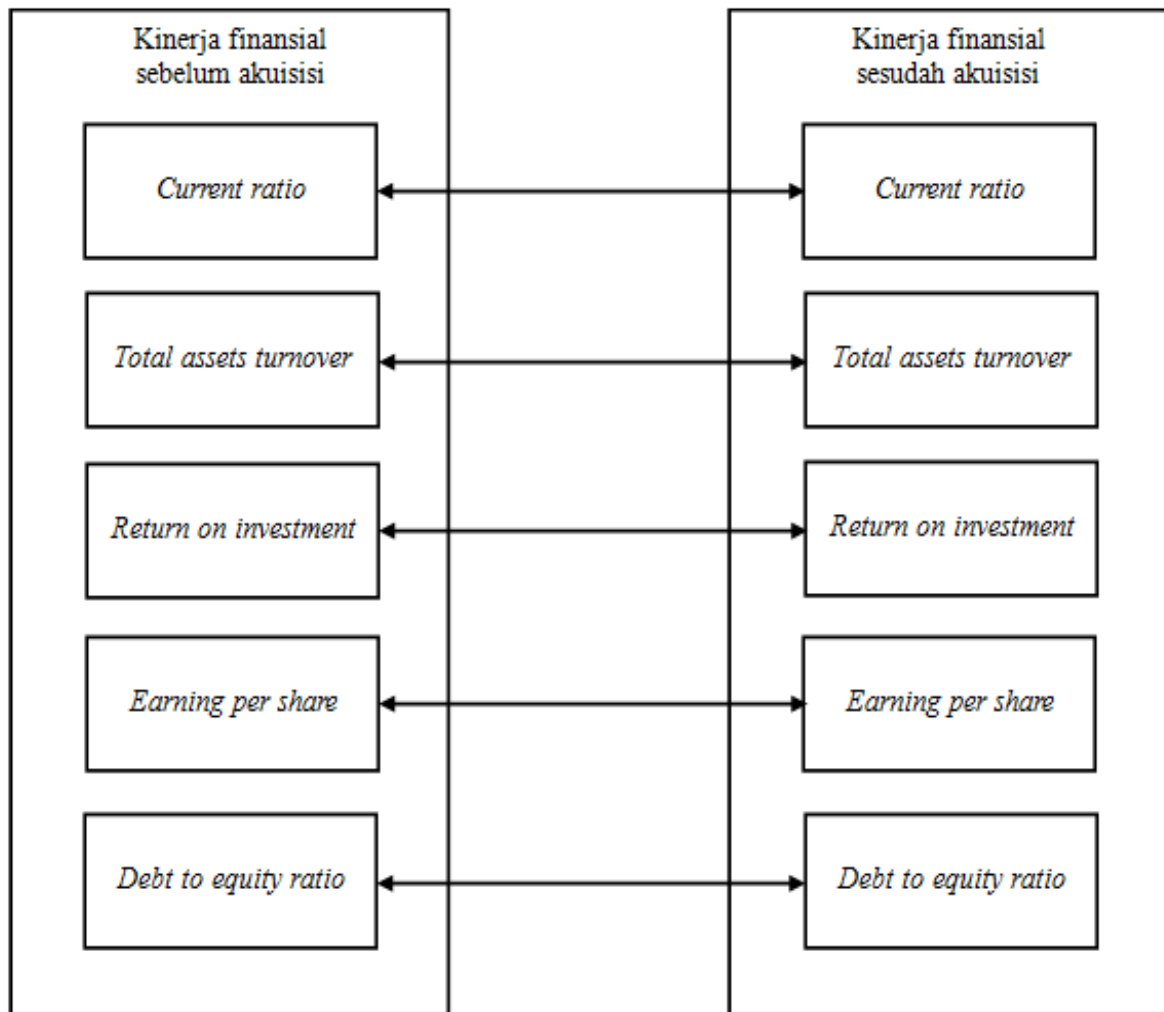 Kinerja finansial
sebelum akuisisi
Current ratio
Total assets turnover
Return on investment
Earning per share
Debt to equity ratio
Kinerja finansial
sesudah akuisisi
Current ratio
Total assets turnover
Return on investment
Earning per share
Debt to equity ratio